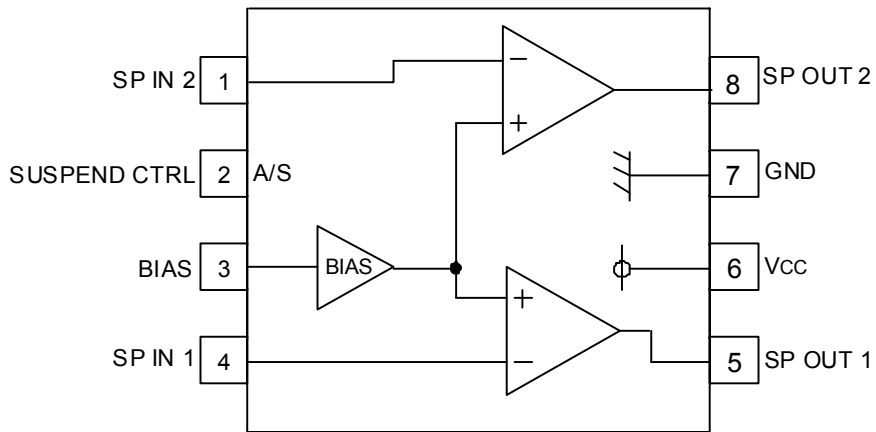 SP IN 2 1
SUSPEND CTRL 2 A/S
BIAS 3 BIAS
SP IN 1 4
−
+
+
−
8 SP OUT 2
7 GND
6 VCC
5 SP OUT 1